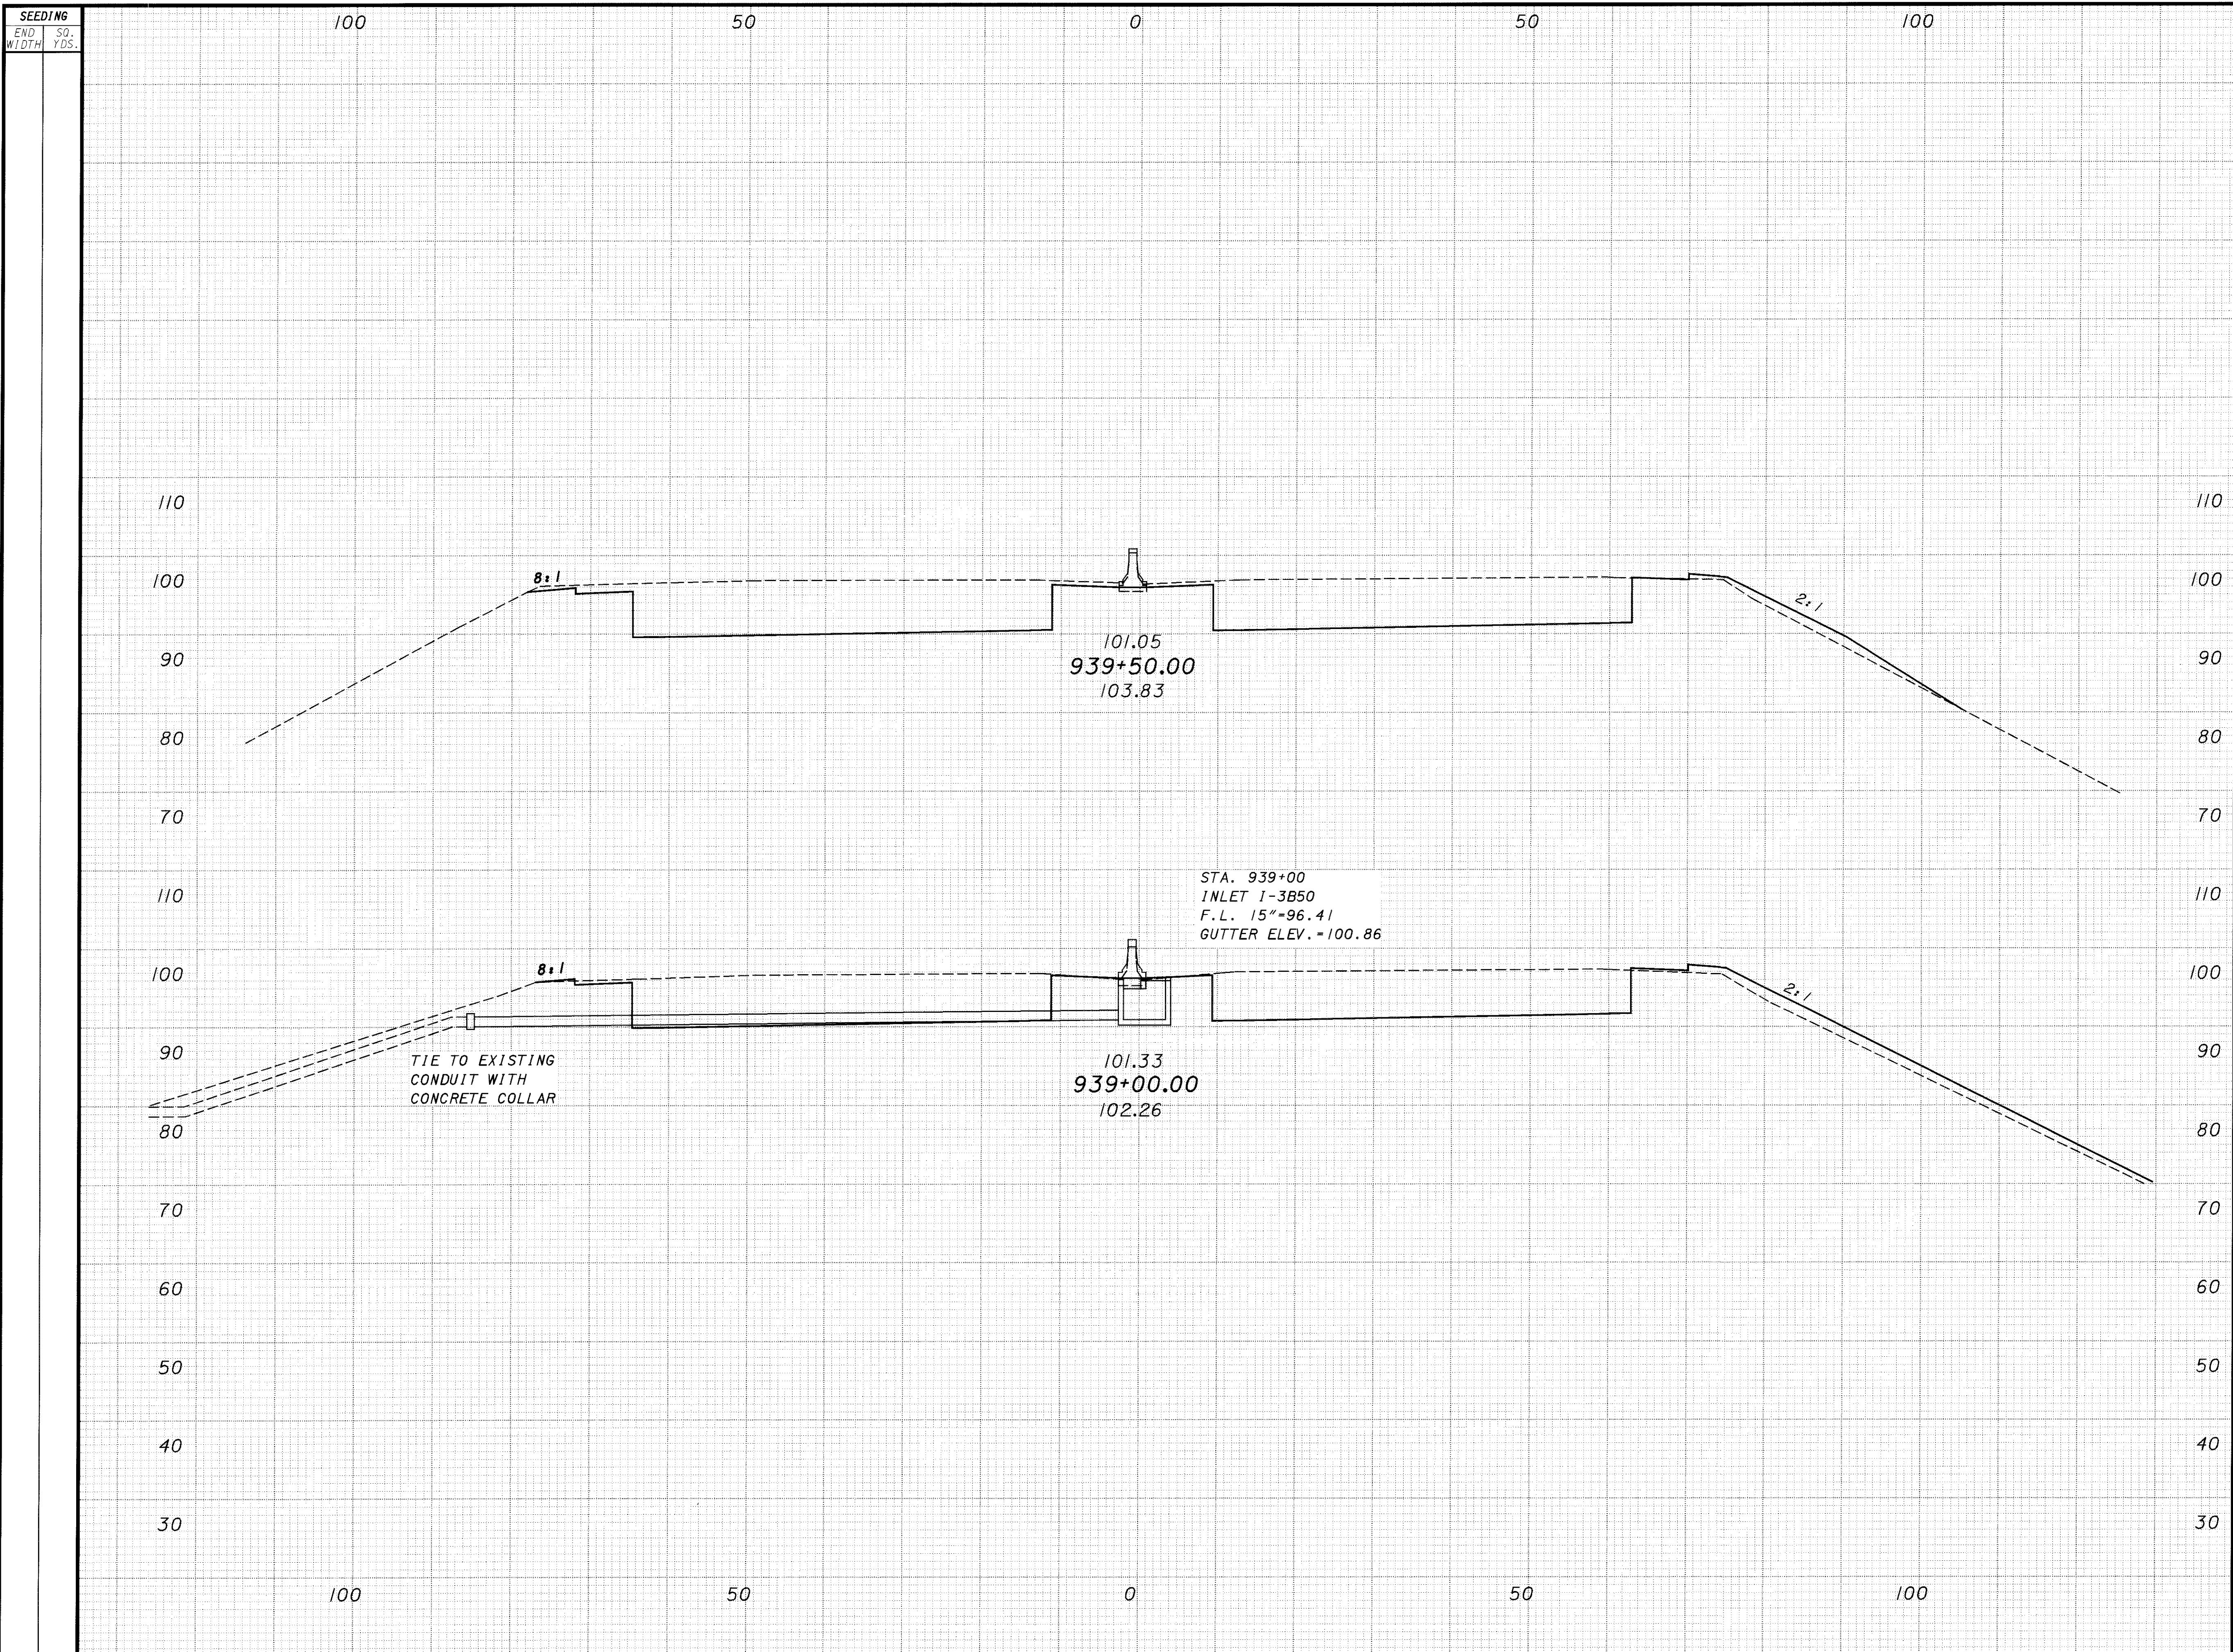 SEEDING
END WIDTH
SQ. YDS.
100 50 0 50 100
110 110
8:1
100 100
2:1
101.05
90 90
939+50.00
103.83
80 80
70 70
STA. 939+00
110 110
INLET I-3B50
F.L. 15"=96.41
GUTTER ELEV.=100.86
8:1
100 100
2:1
90 90
TIE TO EXISTING
CONDUIT WITH
CONCRETE COLLAR
101.33
939+00.00
102.26
80 80
70 70
60 60
50 50
40 40
30 30
100 50 0 50 100